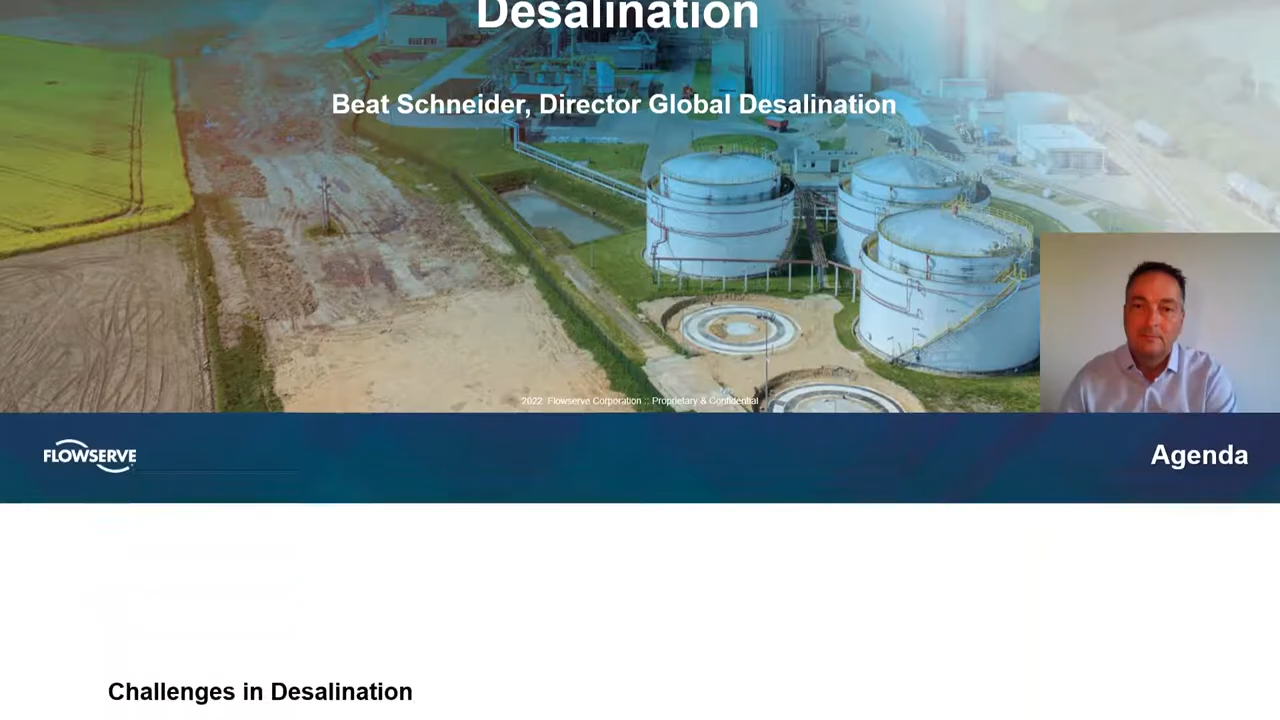 Desalination
Beat Schneider, Director Global Desalination
2022 Flowserve Corporation :: Proprietary & Confidential
FLOWSERVE
Agenda
Challenges in Desalination